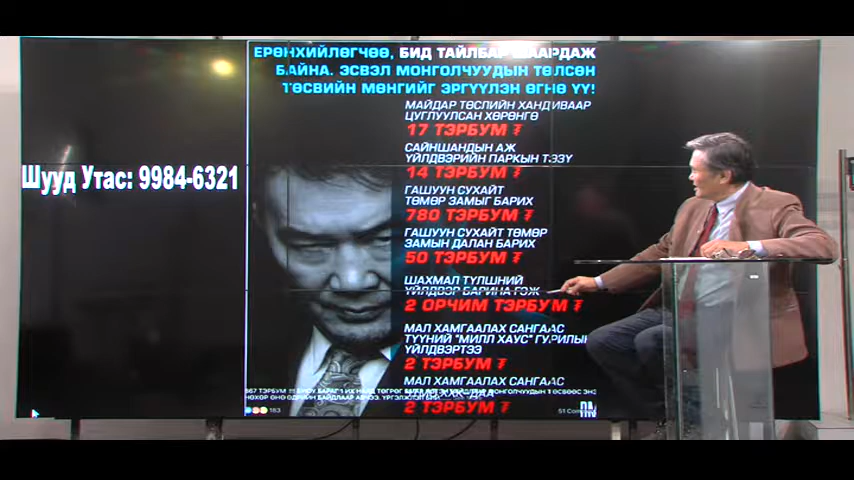 ЕРӨНХИЙЛӨГЧӨӨ, БИД ТАЙЛБАР ШААРДАЖ
БАЙНА. ЭСВЭЛ МОНГОЛЧУУДЫН ТӨЛСӨН
ТӨСВИЙН МӨНГИЙГ ЭРГҮҮЛЭН ӨГНӨ ҮҮ!
МАЙДАР ТӨСЛИЙН ХАНДИВААР
ЦУГЛУУЛСАН ХӨРӨНГӨ
17 ТЭРБУМ ₮
САЙНШАНДЫН АЖ
ҮЙЛДВЭРИЙН ПАРКЫН ТЭЗҮ
14 ТЭРБУМ ₮
ГАШУУН СУХАЙТ
ТӨМӨР ЗАМЫГ БАРИХ
780 ТЭРБУМ ₮
ГАШУУН СУХАЙТ ТӨМӨР
ЗАМЫН ДАЛАН БАРИХ
50 ТЭРБУМ ₮
ШАХМАЛ ТҮЛШНИЙ
ҮЙЛДВЭР БАРИНА ГЭЖ
2 ОРЧИМ ТЭРБУМ ₮
МАЛ ХАМГААЛАХ САНГААС
ТҮҮНИЙ "МИЛЛ ХАУС" ГУРИЛЫН
ҮЙЛДВЭРТЭЭ
2 ТЭРБУМ ₮
МАЛ ХАМГААЛАХ САНГААС
2 ТЭРБУМ ₮
Шууд Утас: 9984-6321
183